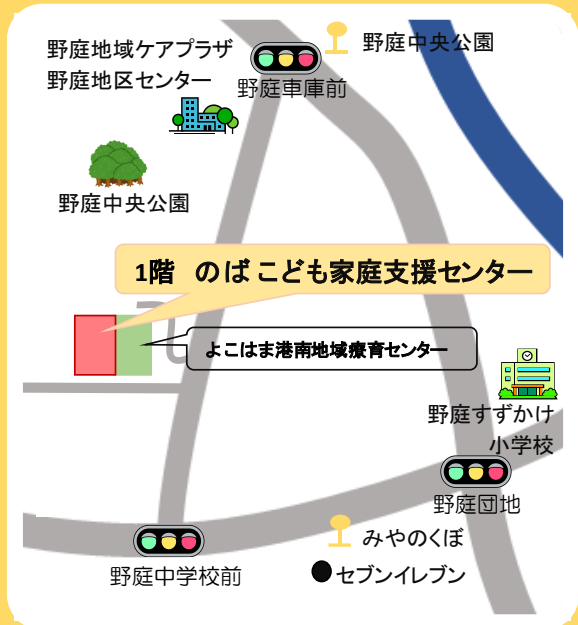 野庭地域ケアプラザ
野庭地区センター
野庭中央公園
野庭車庫前
野庭中央公園
1階 のばこども家庭支援センター
よこはま港南地域療育センター
野庭すずかけ
小学校
野庭団地
みやのくぼ
野庭中学校前
セブンイレブン